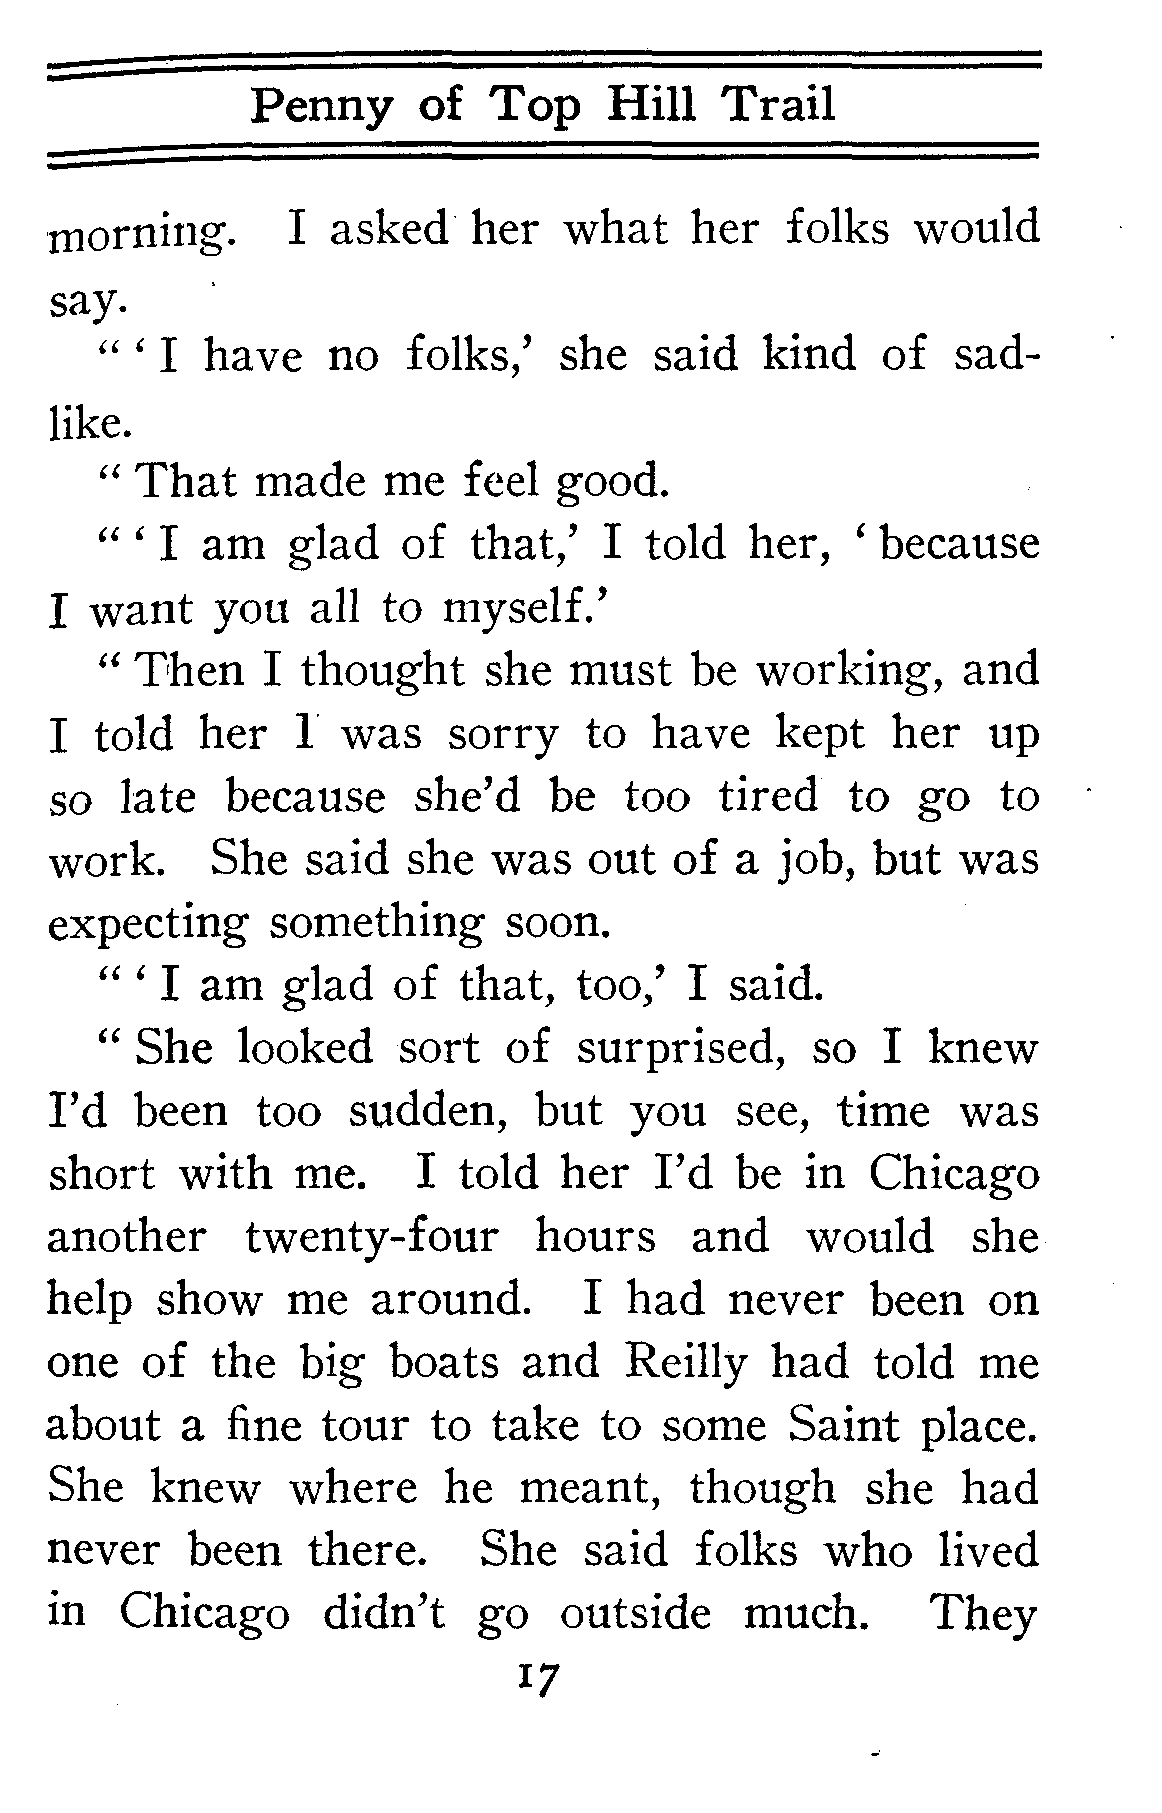 Penny of Top Hill Trail
morning. I asked her what her folks would
say.
“ ‘ I have no folks,’ she said kind of sad-
like.
“ That made me feel good.
“ ‘ I am glad of that,’ I told her, ‘ because
I want you all to myself.’
“ Then I thought she must be working, and
I told her I was sorry to have kept her up
so late because she’d be too tired to go to
work. She said she was out of a job, but was
expecting something soon.
“ ‘ I am glad of that, too,’ I said.
“ She looked sort of surprised, so I knew
I’d been too sudden, but you see, time was
short with me. I told her I’d be in Chicago
another twenty-four hours and would she
help show me around. I had never been on
one of the big boats and Reilly had told me
about a fine tour to take to some Saint place.
She knew where he meant, though she had
never been there. She said folks who lived
in Chicago didn’t go outside much. They
17